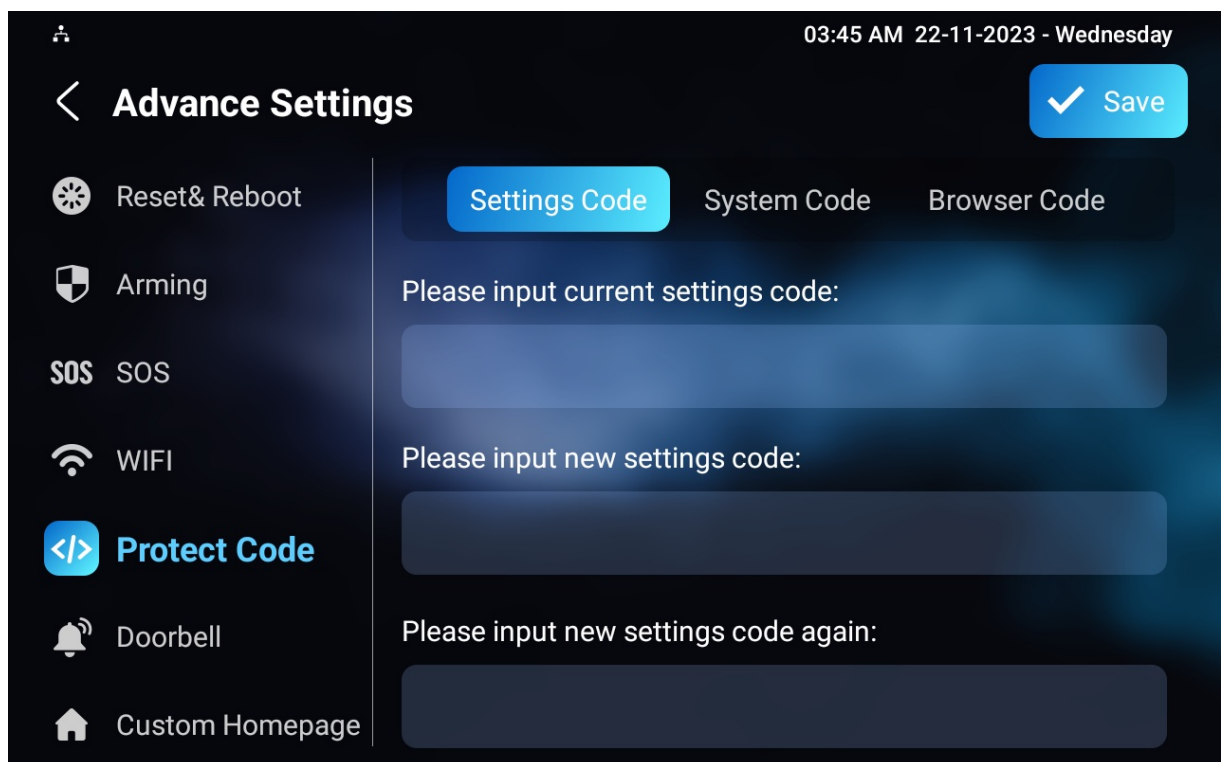 03:45 AM 22-11-2023 - Wednesday
Advance Settings
Save
Reset& Reboot
Arming
SOS SOS
WIFI
Protect Code
Doorbell
Custom Homepage
Settings Code System Code Browser Code
Please input current settings code:
Please input new settings code:
Please input new settings code again: